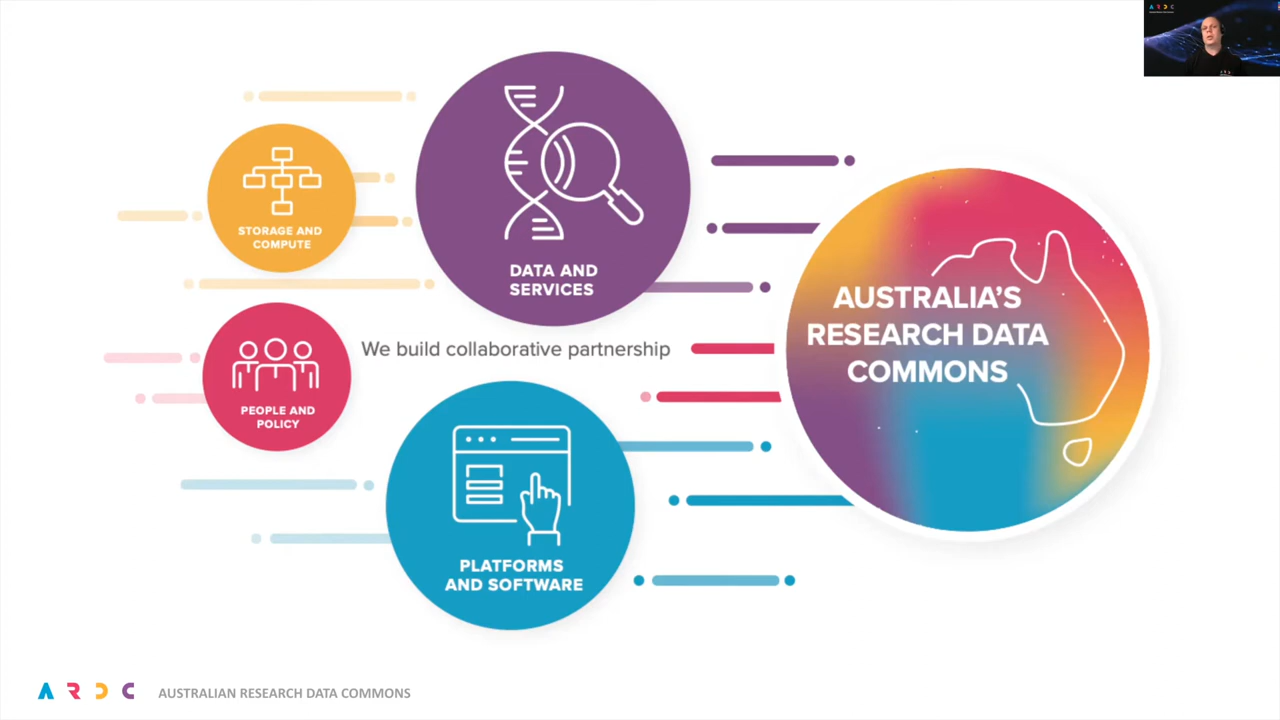 STORAGE AND
COMPUTE
DATA AND
SERVICES
PEOPLE AND
POLICY
We build collaborative partnership
PLATFORMS
AND SOFTWARE
AUSTRALIA'S
RESEARCH DATA
COMMONS
ARDC
AUSTRALIAN RESEARCH DATA COMMONS
ARDC